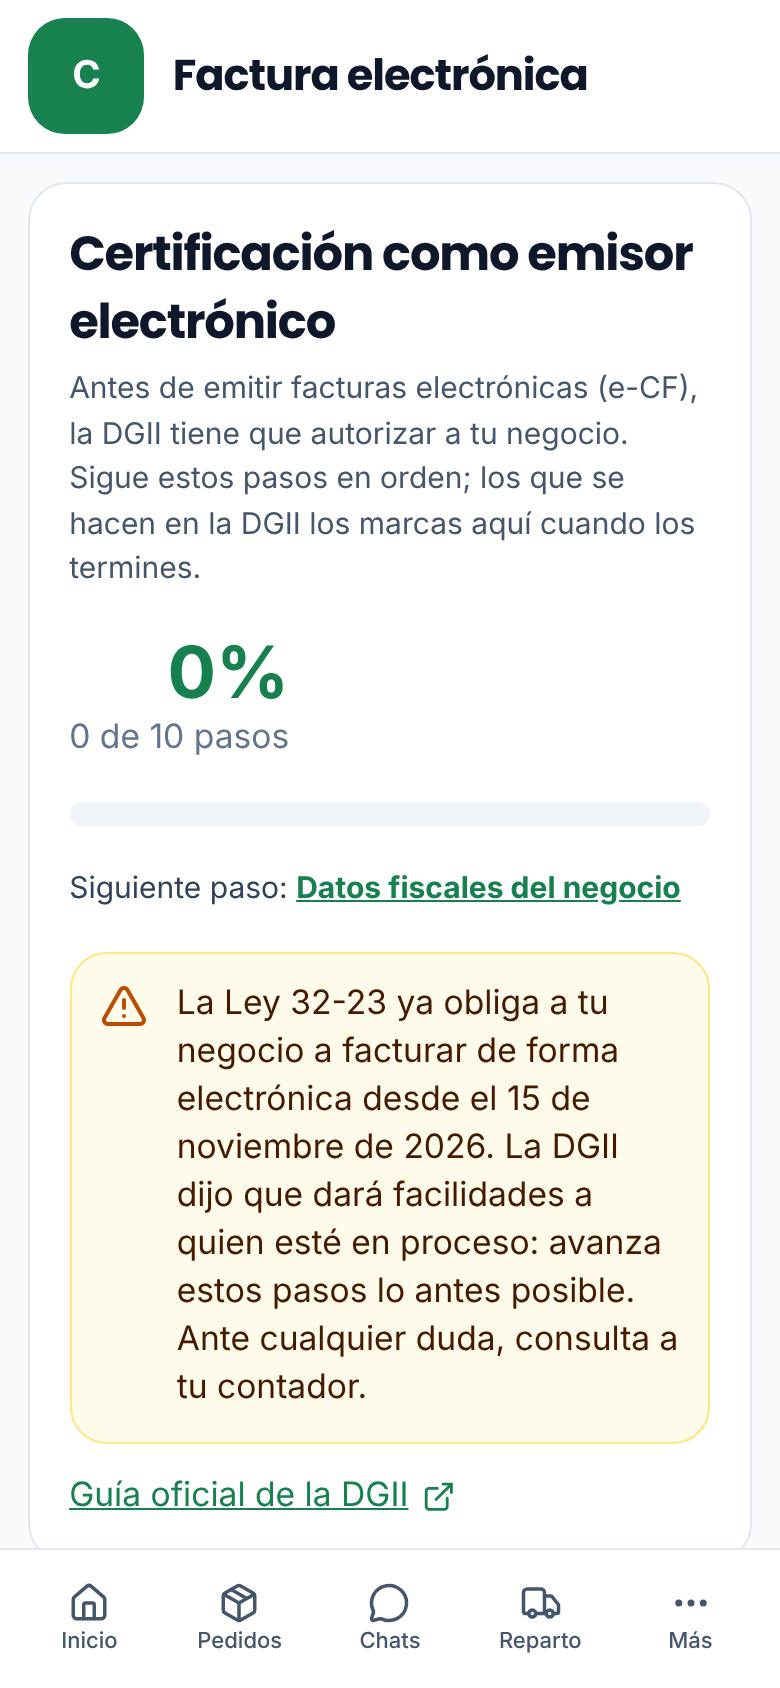 C
Factura electrónica
Certificación como emisor
electrónico
Antes de emitir facturas electrónicas (e-CF),
la DGII tiene que autorizar a tu negocio.
Sigue estos pasos en orden; los que se
hacen en la DGII los marcas aquí cuando los
termines.
0%
0 de 10 pasos
Siguiente paso: Datos fiscales del negocio
La Ley 32-23 ya obliga a tu
negocio a facturar de forma
electrónica desde el 15 de
noviembre de 2026. La DGII
dijo que dará facilidades a
quien esté en proceso: avanza
estos pasos lo antes posible.
Ante cualquier duda, consulta a
tu contador.
Guía oficial de la DGII
Inicio
Pedidos
Chats
Reparto
Más